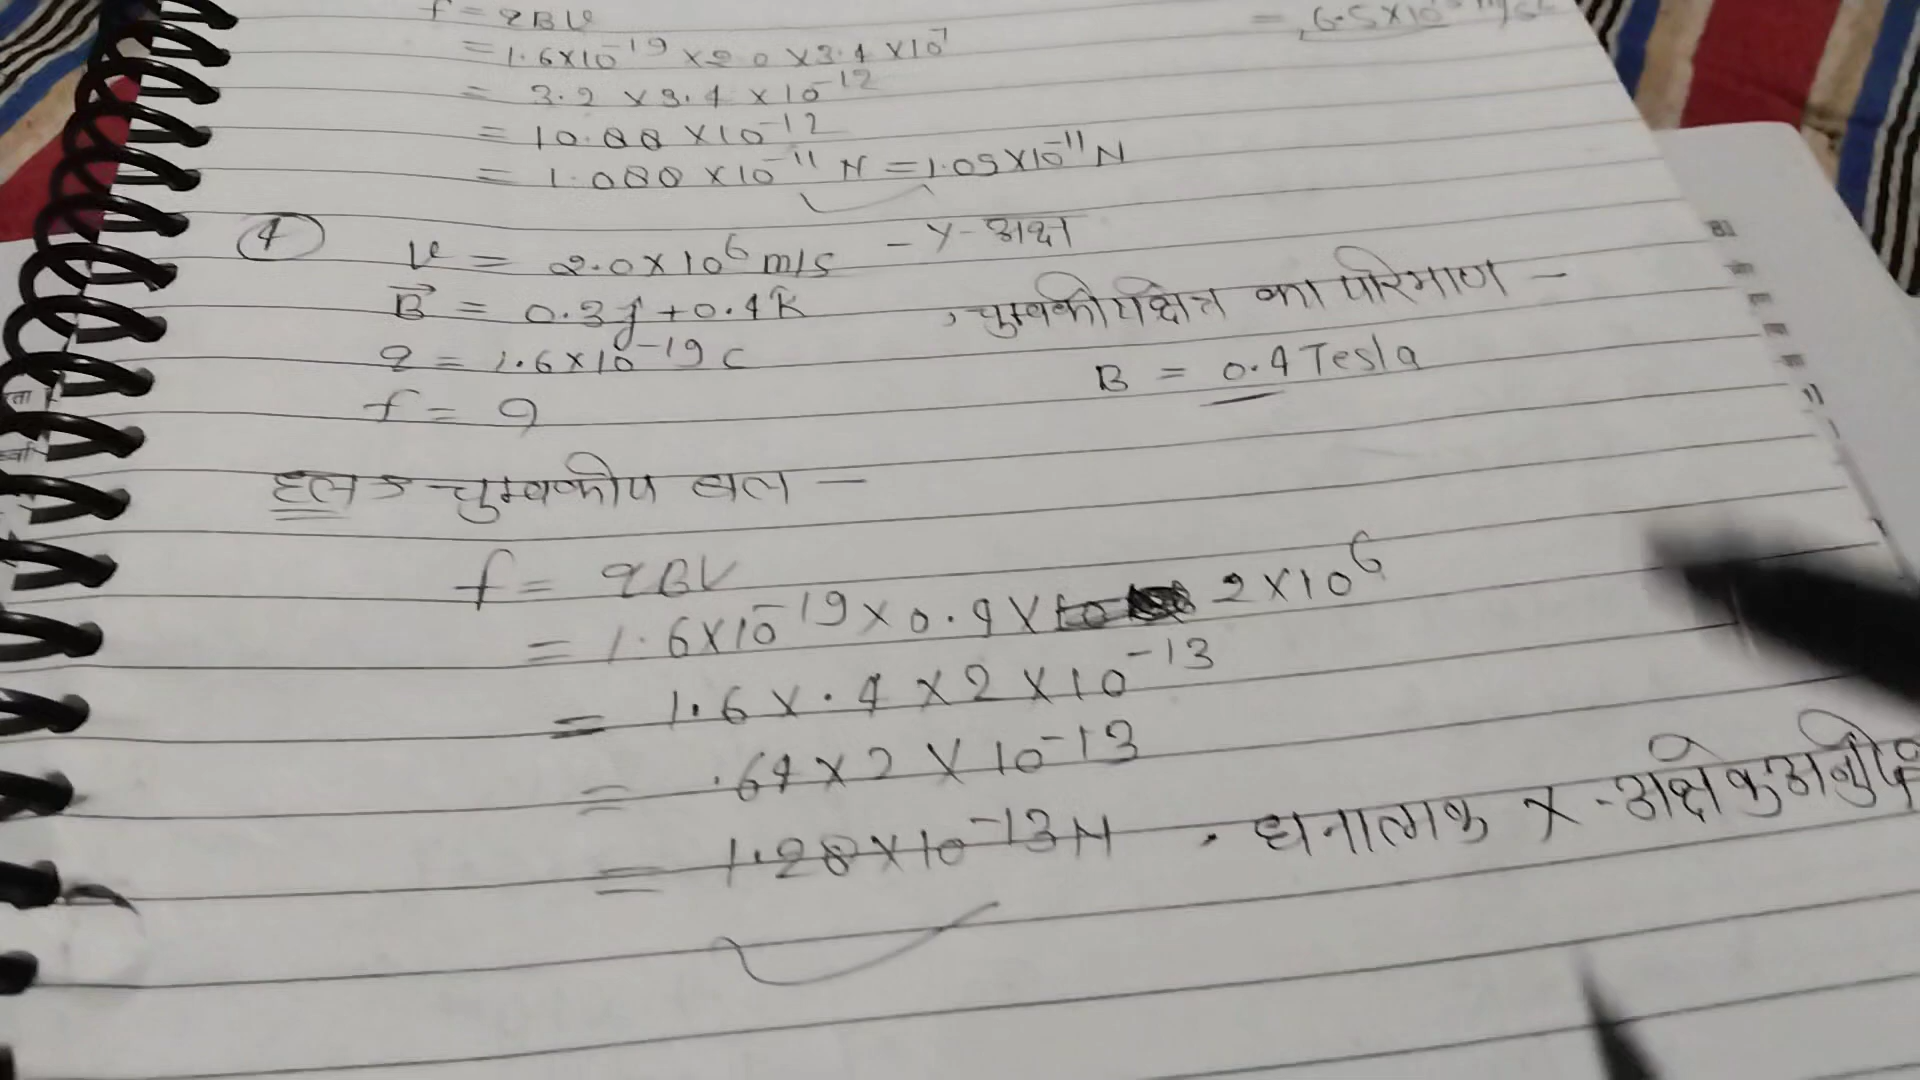 f = qBv
= 1.6×10⁻¹⁹ × 2.0 × 3.4 ×10⁷
= 3.2 × 3.4 × 10⁻¹²
= 10.88 ×10⁻¹²
= 1.088 ×10⁻¹¹ N = 1.09×10⁻¹¹ N
④ v = 2.0×10⁶ m/s – Y-अक्ष
B⃗ = 0.3ĵ + 0.4k̂ , चुम्बकीय क्षेत्र का परिमाण –
q = 1.6×10⁻¹⁹ C B = 0.4 Tesla
f = ?
हल → चुम्बकीय बल –
f = qBV
= 1.6×10⁻¹⁹ × 0.4 × 2×10⁶
= 1.6 × .4 × 2 × 10⁻¹³
= .64 × 2 × 10⁻¹³
= 1.28×10⁻¹³ N . धनात्मक x-अक्ष के